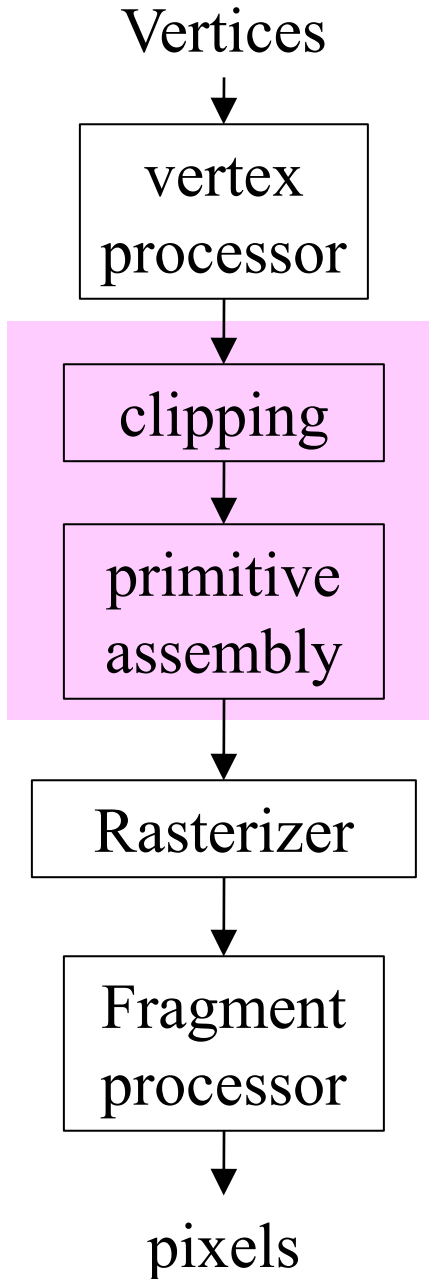 Vertices
vertex
processor
clipping
primitive
assembly
Rasterizer
Fragment
processor
pixels